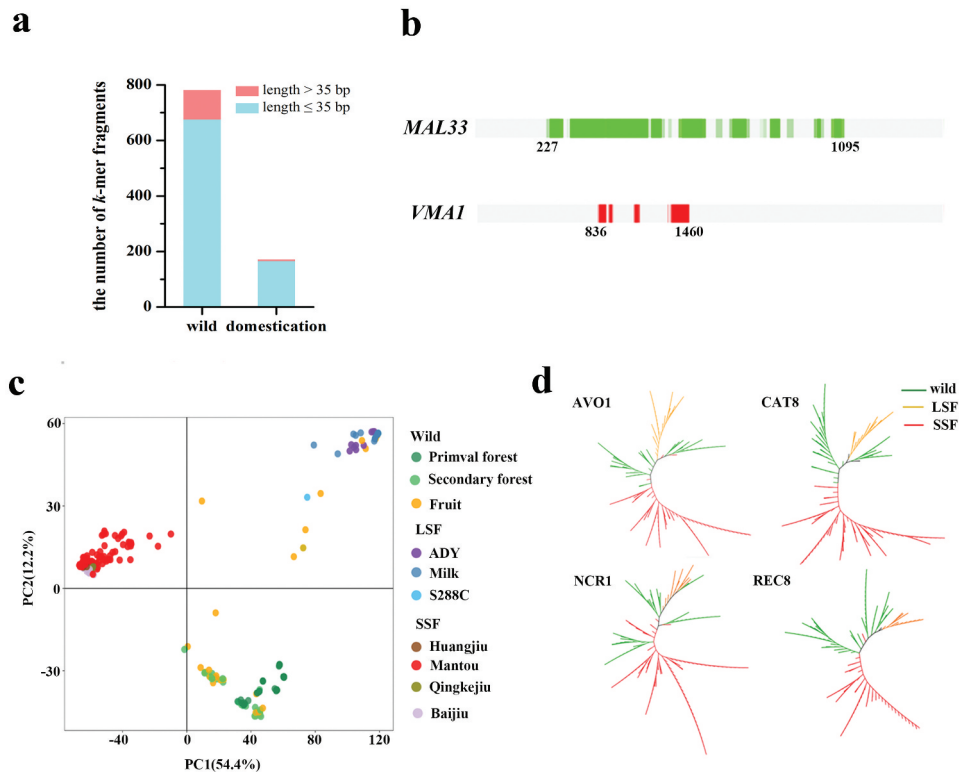 a
the number of k-mer fragments
800
600
400
200
0
length > 35 bp
length ≤ 35 bp
wild domestication
b
MAL33
227 1095
VMA1
836 1460
c
PC2(12.2%)
60
30
0
-30
-40 0 40 80 120
PC1(54.4%)
Wild
Primval forest
Secondary forest
Fruit
LSF
ADY
Milk
S288C
SSF
Huangjiu
Mantou
Qingkejiu
Baijiu
d
AVO1
CAT8
wild
LSF
SSF
NCR1
REC8